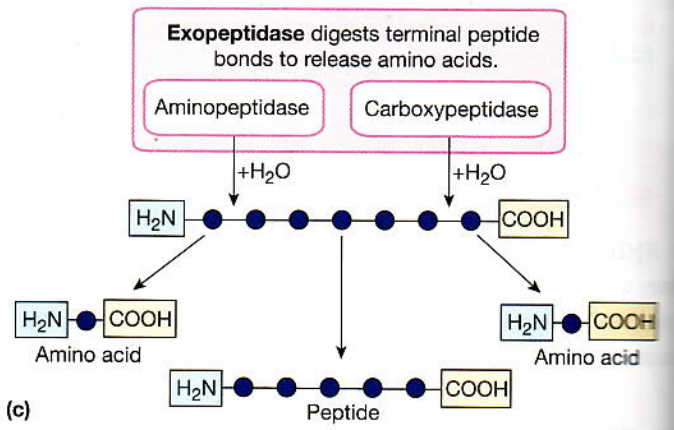 Exopeptidase digests terminal peptide
bonds to release amino acids.
Aminopeptidase
Carboxypeptidase
+H₂O
+H₂O
H₂N
COOH
H₂N
COOH
Amino acid
H₂N
COOH
Amino acid
H₂N
COOH
Peptide
(c)